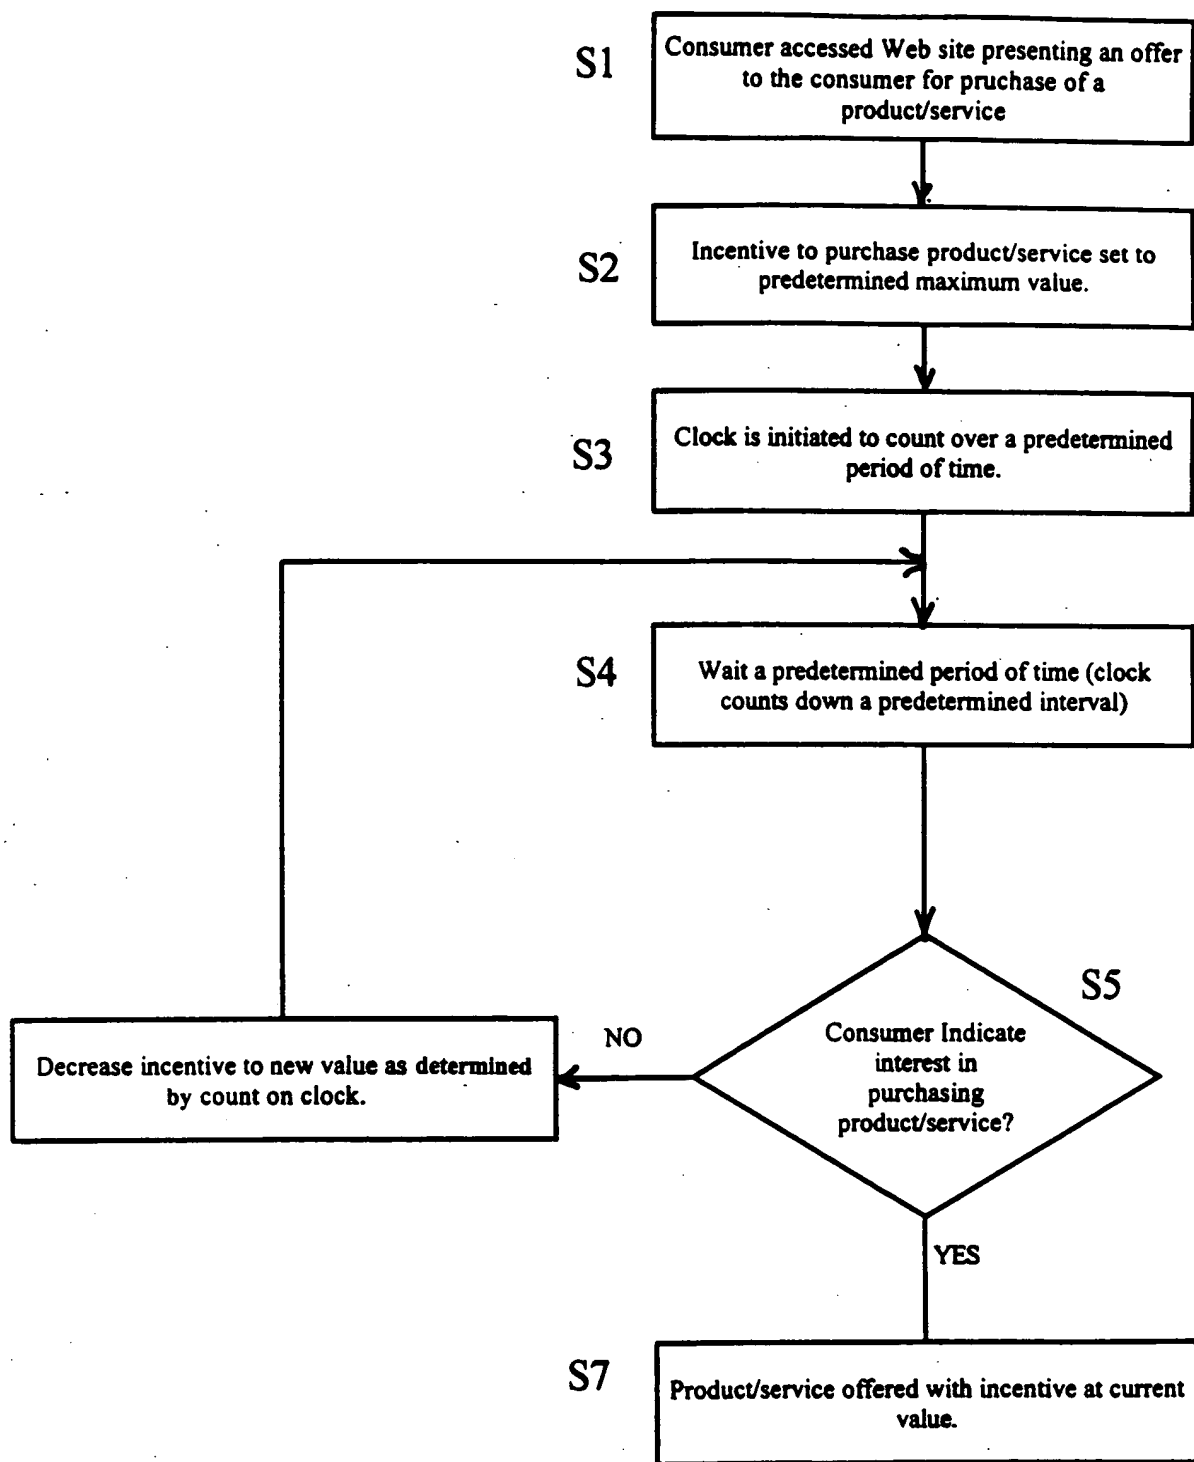 S1
Consumer accessed Web site presenting an offer
to the consumer for pruchase of a
product/service
S2
Incentive to purchase product/service set to
predetermined maximum value.
S3
Clock is initiated to count over a predetermined
period of time.
S4
Wait a predetermined period of time (clock
counts down a predetermined interval)
S5
Consumer Indicate
interest in
purchasing
product/service?
NO
Decrease incentive to new value as determined
by count on clock.
YES
S7
Product/service offered with incentive at current
value.